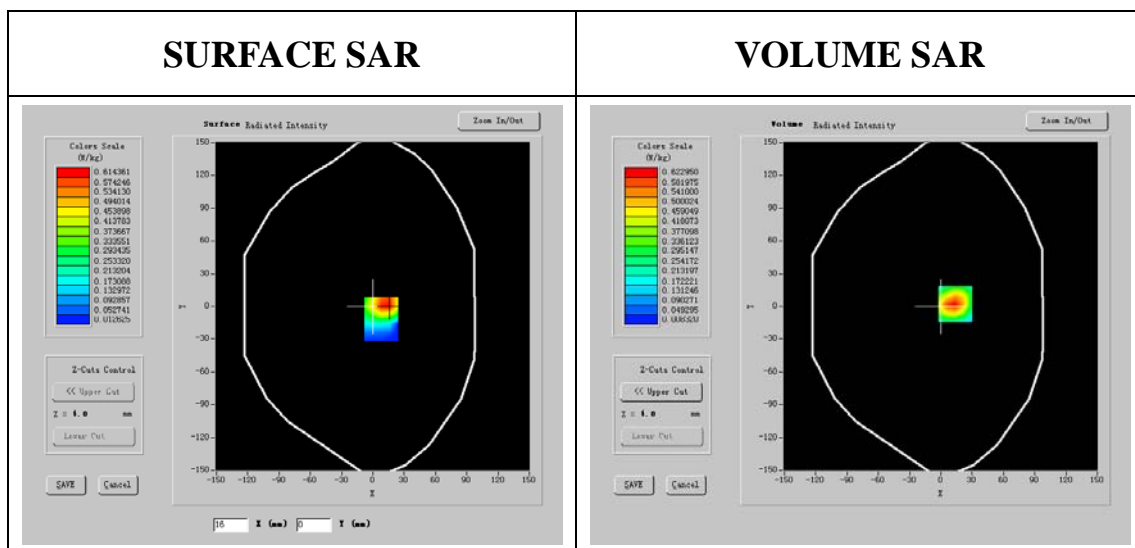 SURFACE SAR
VOLUME SAR
Surface Radiated Intensity
Zoom In/Out
Colors Scale
(W/kg)
0.614361
0.574246
0.534130
0.494014
0.453898
0.413783
0.373667
0.333551
0.293435
0.253320
0.213204
0.173088
0.132972
0.092857
0.052741
0.012625
150
120
90
60
30
0
-30
-60
-90
-120
-150
Y
-150 -120 -90 -60 -30 0 30 60 90 120 150
X
Z-Cuts Control
<< Upper Cut
Z = 4.0 mm
Lower Cut
SAVE Cancel
16 X (mm) 0 Y (mm)
Volume Radiated Intensity
Zoom In/Out
Colors Scale
(W/kg)
0.622950
0.581975
0.541000
0.500024
0.459049
0.418073
0.377098
0.336123
0.295147
0.254172
0.213197
0.172221
0.131246
0.090271
0.049295
0.008320
150
120
90
60
30
0
-30
-60
-90
-120
-150
Y
-150 -120 -90 -60 -30 0 30 60 90 120 150
X
Z-Cuts Control
<< Upper Cut
Z = 4.0 mm
Lower Cut
SAVE Cancel